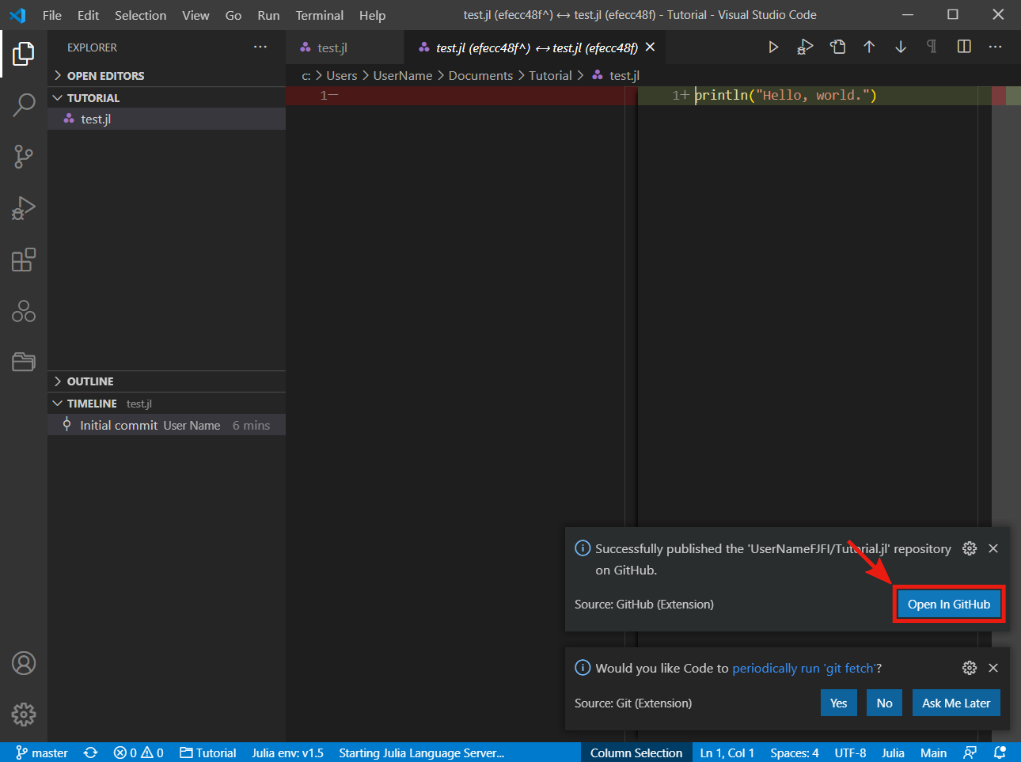 File Edit Selection View Go Run Terminal Help test.jl (efecc48f^) ↔ test.jl (efecc48f) - Tutorial - Visual Studio Code
EXPLORER ···
OPEN EDITORS
TUTORIAL
test.jl
OUTLINE
TIMELINE test.jl
Initial commit User Name 6 mins
test.jl test.jl (efecc48f^) ↔ test.jl (efecc48f)
c: > Users > UserName > Documents > Tutorial > test.jl
1− 1+ println("Hello, world.")
Successfully published the 'UserNameFJFI/Tutorial.jl' repository
on GitHub.
Source: GitHub (Extension) Open In GitHub
Would you like Code to periodically run 'git fetch'?
Source: Git (Extension) Yes No Ask Me Later
master 0 0 Tutorial Julia env: v1.5 Starting Julia Language Server... Column Selection Ln 1, Col 1 Spaces: 4 UTF-8 Julia Main